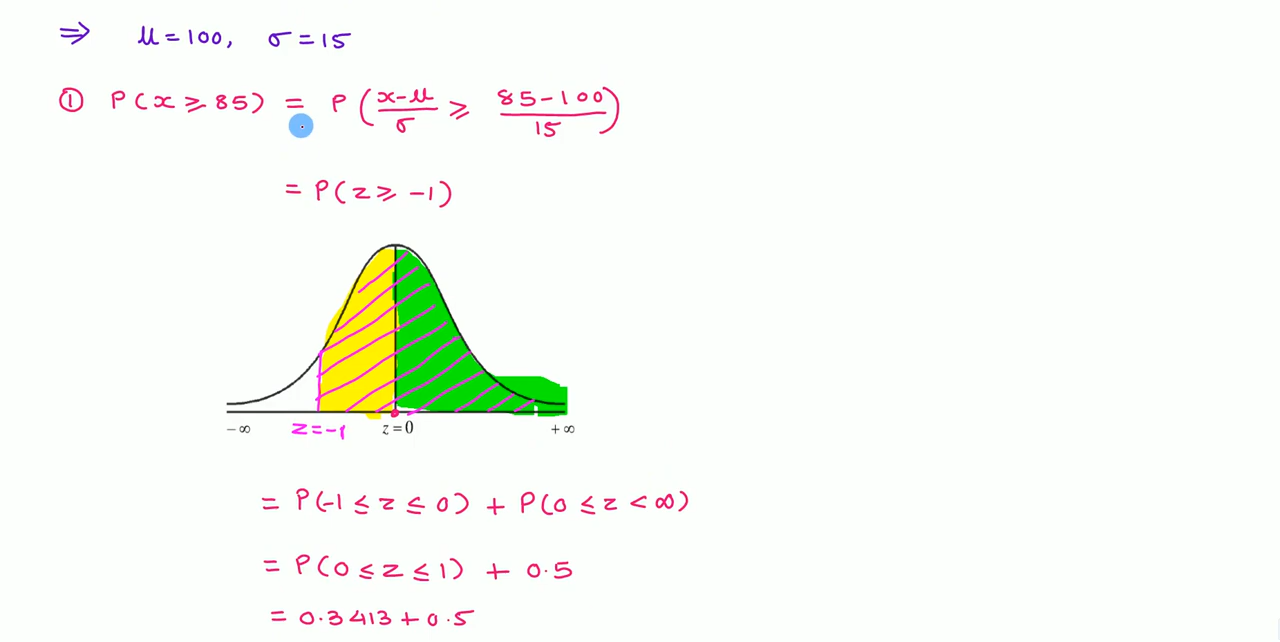 ⇒ μ = 100, σ = 15
① P(x ≥ 85) = P((x-μ)/σ ≥ (85-100)/15)
= P(z ≥ -1)
-∞ z=-1 z=0 +∞
= P(-1 ≤ z ≤ 0) + P(0 ≤ z < ∞)
= P(0 ≤ z ≤ 1) + 0.5
= 0.3413 + 0.5